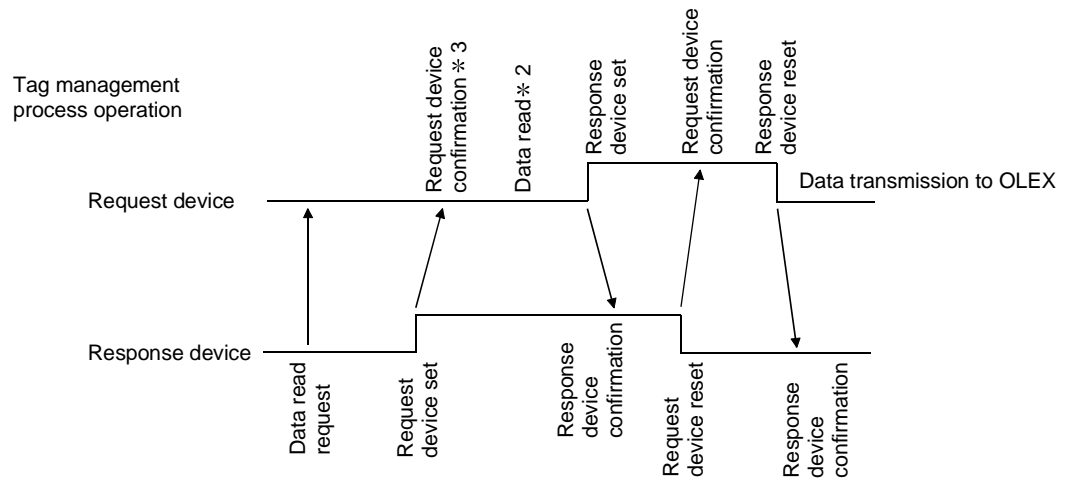 Tag management
process operation
Request device
confirmation＊3
Data read＊2
Response
device set
Request device
confirmation
Response
device reset
Request device
Data transmission to OLEX
Response device
Data read
request
Request
device set
Response
device
confirmation
Request
device reset
Response
device
confirmation